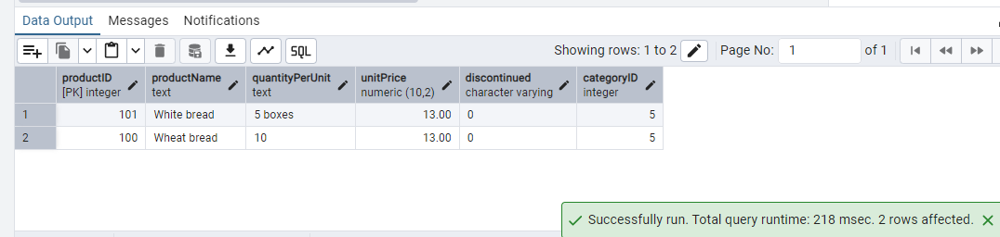 Data Output Messages Notifications
SQL Showing rows: 1 to 2 Page No: 1 of 1
productID productName quantityPerUnit unitPrice discontinued categoryID
[PK] integer text text numeric (10,2) character varying integer
1 101 White bread 5 boxes 13.00 0 5
2 100 Wheat bread 10 13.00 0 5
Successfully run. Total query runtime: 218 msec. 2 rows affected.